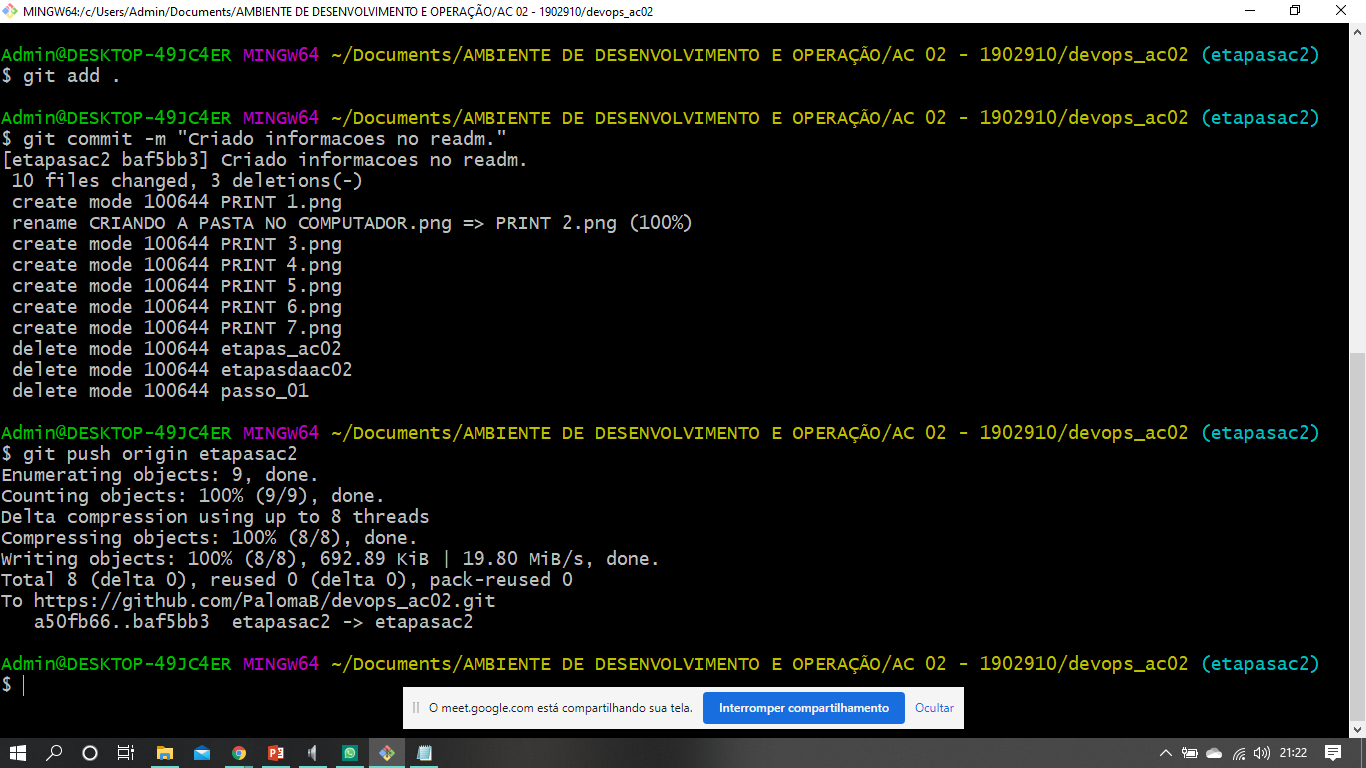 MINGW64:/c/Users/Admin/Documents/AMBIENTE DE DESENVOLVIMENTO E OPERAÇÃO/AC 02 - 1902910/devops_ac02
Admin@DESKTOP-49JC4ER MINGW64 ~/Documents/AMBIENTE DE DESENVOLVIMENTO E OPERAÇÃO/AC 02 - 1902910/devops_ac02 (etapasac2)
$ git add .
Admin@DESKTOP-49JC4ER MINGW64 ~/Documents/AMBIENTE DE DESENVOLVIMENTO E OPERAÇÃO/AC 02 - 1902910/devops_ac02 (etapasac2)
$ git commit -m "Criado informacoes no readm."
[etapasac2 baf5bb3] Criado informacoes no readm.
10 files changed, 3 deletions(-)
create mode 100644 PRINT 1.png
rename CRIANDO A PASTA NO COMPUTADOR.png => PRINT 2.png (100%)
create mode 100644 PRINT 3.png
create mode 100644 PRINT 4.png
create mode 100644 PRINT 5.png
create mode 100644 PRINT 6.png
create mode 100644 PRINT 7.png
delete mode 100644 etapas_ac02
delete mode 100644 etapasdaac02
delete mode 100644 passo_01
Admin@DESKTOP-49JC4ER MINGW64 ~/Documents/AMBIENTE DE DESENVOLVIMENTO E OPERAÇÃO/AC 02 - 1902910/devops_ac02 (etapasac2)
$ git push origin etapasac2
Enumerating objects: 9, done.
Counting objects: 100% (9/9), done.
Delta compression using up to 8 threads
Compressing objects: 100% (8/8), done.
Writing objects: 100% (8/8), 692.89 KiB | 19.80 MiB/s, done.
Total 8 (delta 0), reused 0 (delta 0), pack-reused 0
To https://github.com/PalomaB/devops_ac02.git
a50fb66..baf5bb3  etapasac2 -> etapasac2
Admin@DESKTOP-49JC4ER MINGW64 ~/Documents/AMBIENTE DE DESENVOLVIMENTO E OPERAÇÃO/AC 02 - 1902910/devops_ac02 (etapasac2)
$
O meet.google.com está compartilhando sua tela. Interromper compartilhamento Ocultar
21:22